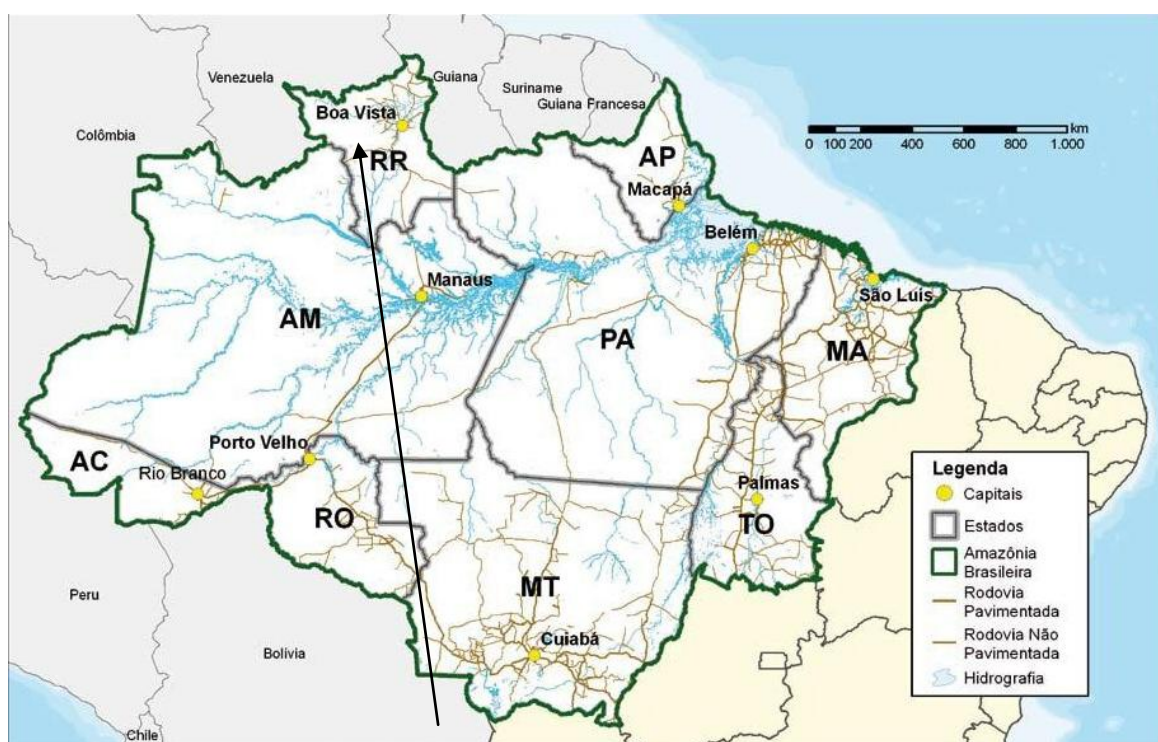 Venezuela
Guiana
Suriname
Guiana Francesa
Colômbia
Boa Vista
RR
AP
Macapá
km
0 100 200 400 600 800 1.000
Belém
São Luís
Manaus
AM
PA
MA
Porto Velho
AC
Rio Branco
RO
Palmas
TO
MT
Cuiabá
Peru
Bolívia
Chile
Legenda
Capitais
Estados
Amazônia
Brasileira
Rodovia
Pavimentada
Rodovia Não
Pavimentada
Hidrografia